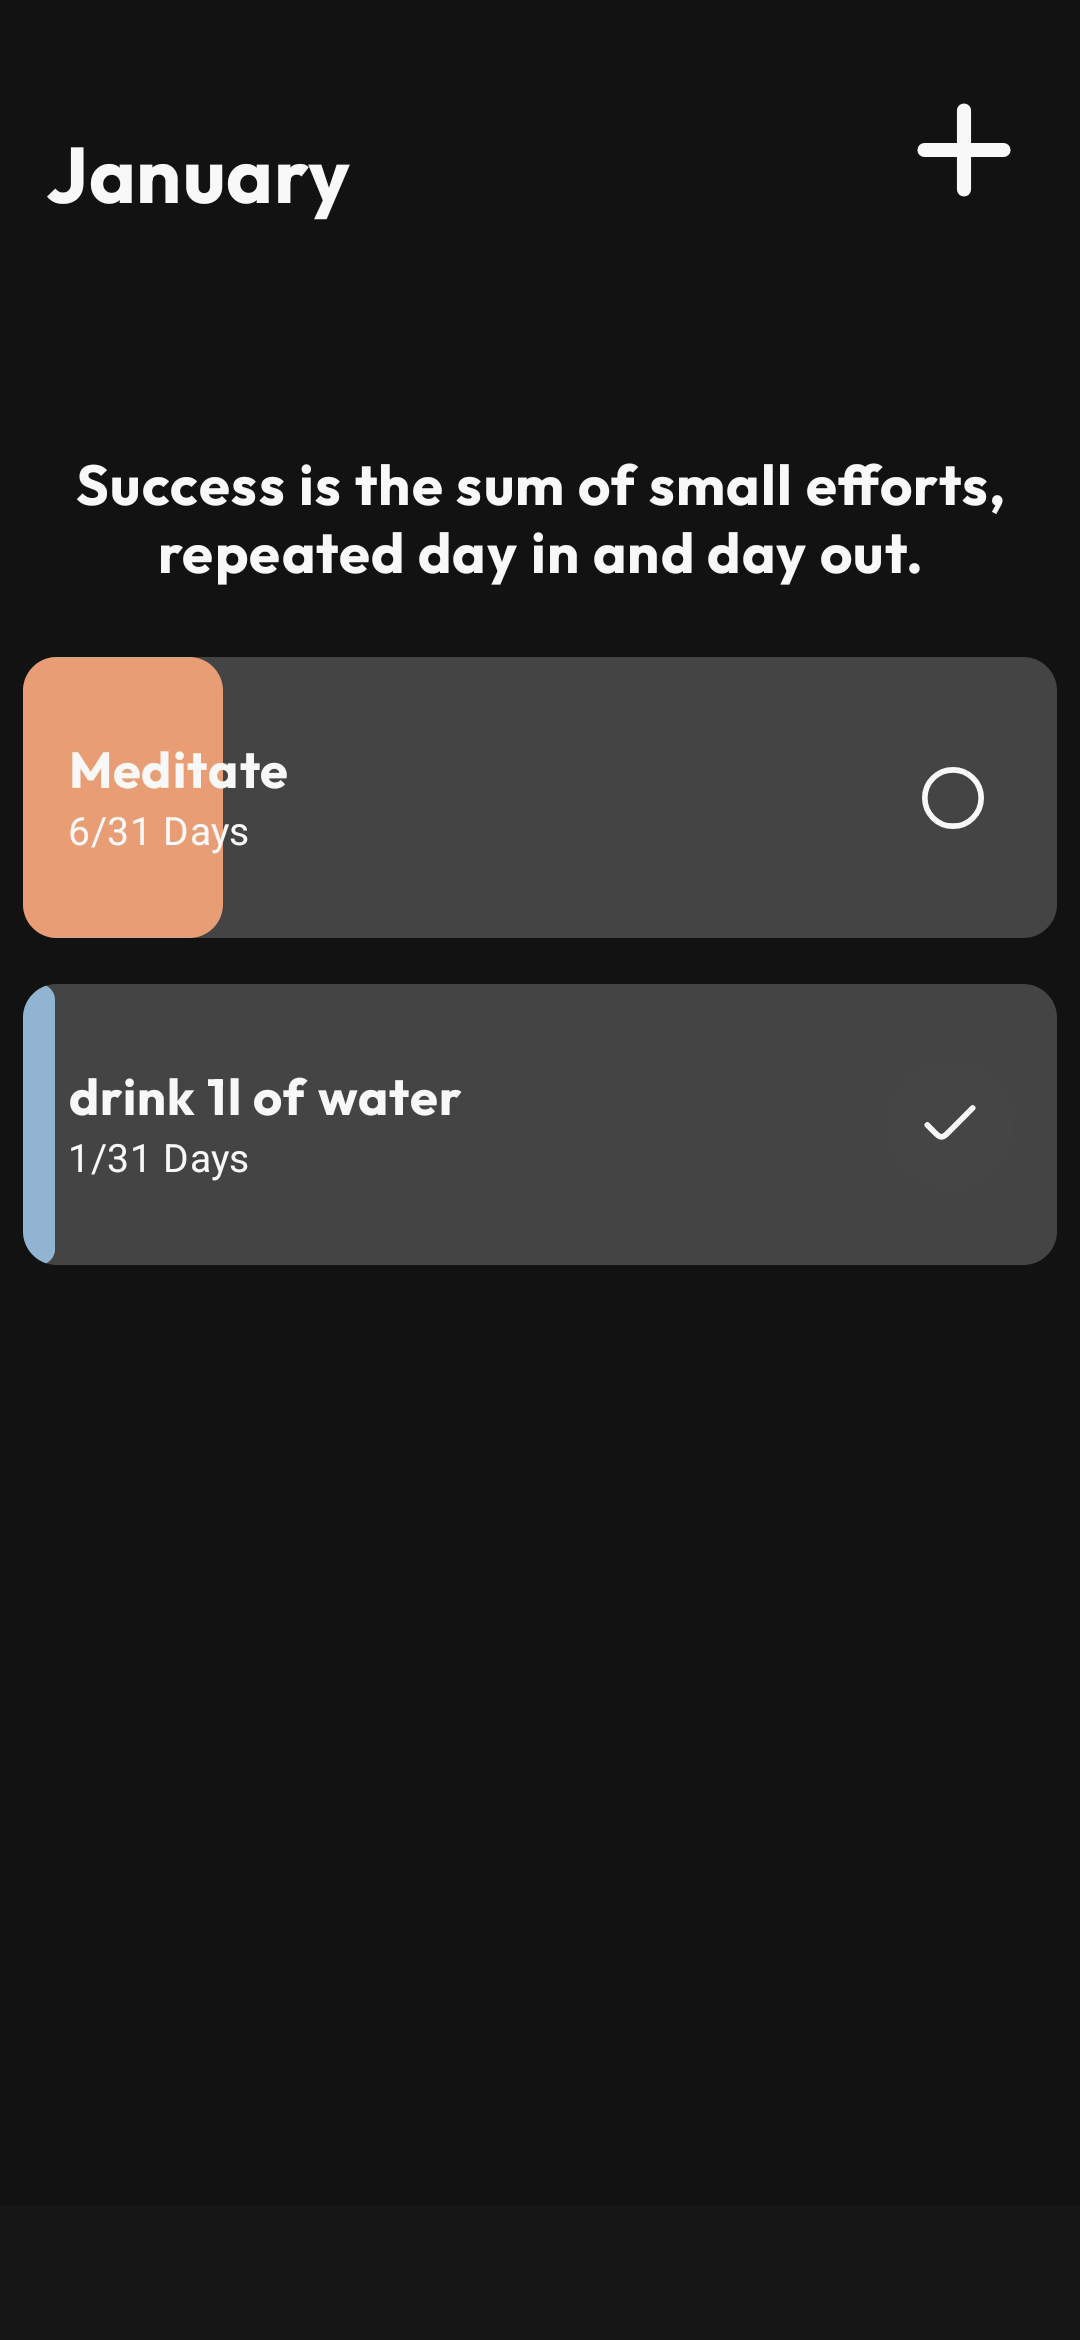 January
Success is the sum of small efforts,
repeated day in and day out.
Meditate
6/31 Days
drink 1l of water
1/31 Days